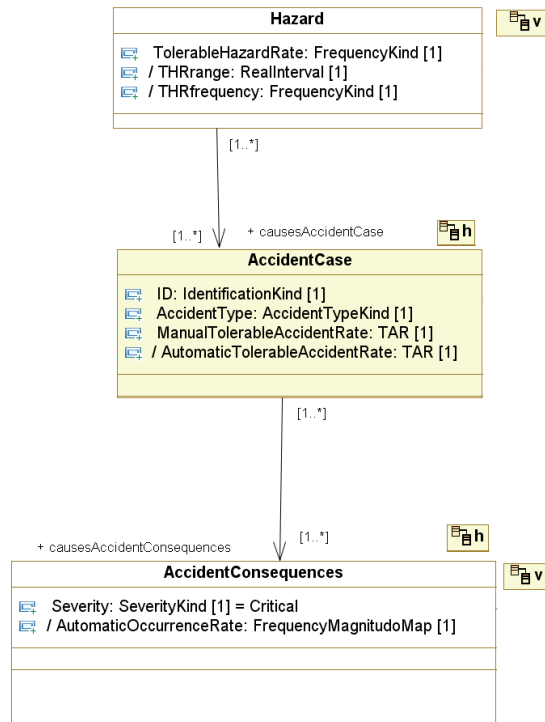 Hazard
v
TolerableHazardRate: FrequencyKind [1]
/ THRrange: RealInterval [1]
/ THRfrequency: FrequencyKind [1]
[1..*]
[1..*]
+ causesAccidentCase
h
AccidentCase
ID: IdentificationKind [1]
AccidentType: AccidentTypeKind [1]
ManualTolerableAccidentRate: TAR [1]
/ AutomaticTolerableAccidentRate: TAR [1]
[1..*]
[1..*]
h
+ causesAccidentConsequences
AccidentConsequences
v
Severity: SeverityKind [1] = Critical
/ AutomaticOccurrenceRate: FrequencyMagnitudoMap [1]